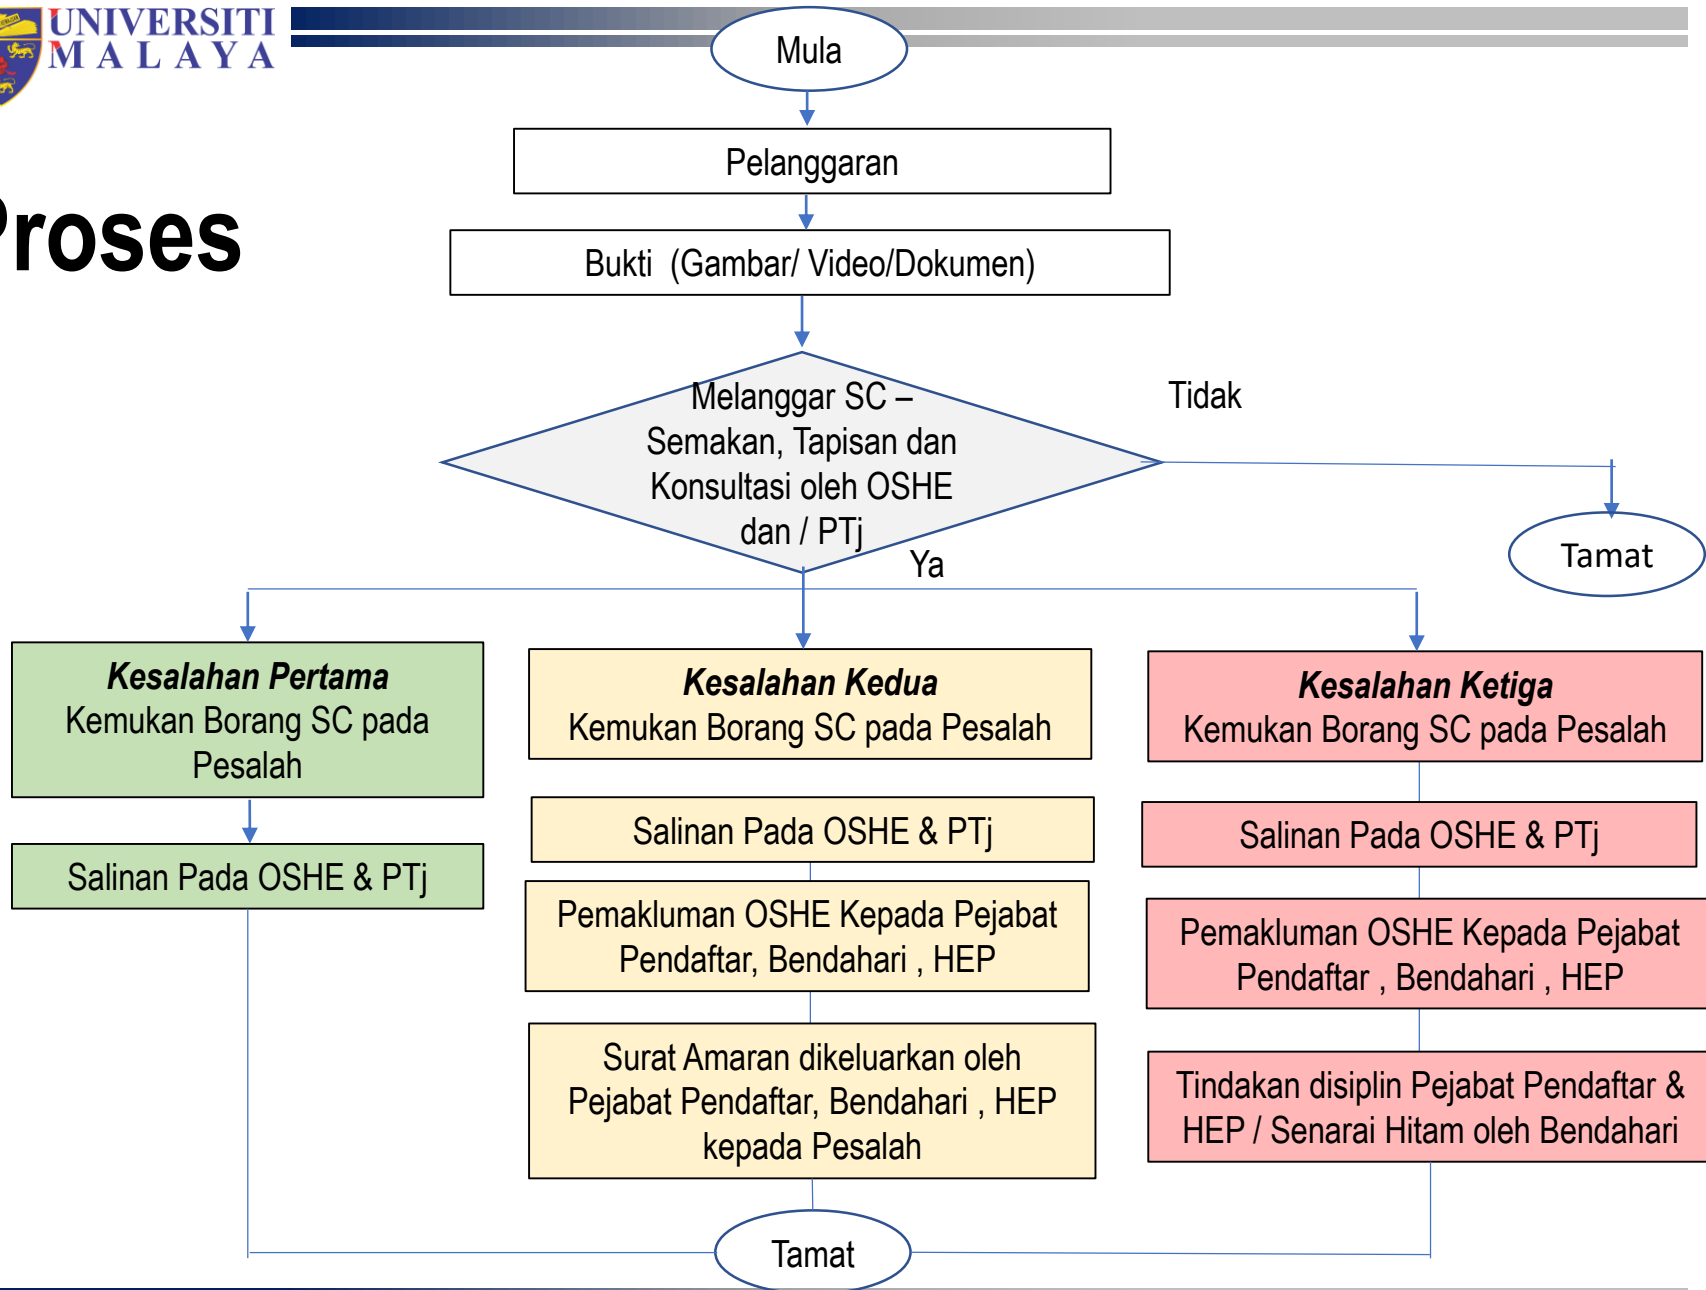 UNIVERSITI
MALAYA
Mula
Pelanggaran
Proses
Bukti (Gambar/ Video/Dokumen)
Melanggar SC –
Semakan, Tapisan dan
Konsultasi oleh OSHE
dan / PTj
Tidak
Tamat
Ya
Kesalahan Pertama
Kemukan Borang SC pada
Pesalah
Salinan Pada OSHE & PTj
Kesalahan Kedua
Kemukan Borang SC pada Pesalah
Salinan Pada OSHE & PTj
Pemakluman OSHE Kepada Pejabat
Pendaftar, Bendahari , HEP
Surat Amaran dikeluarkan oleh
Pejabat Pendaftar, Bendahari , HEP
kepada Pesalah
Kesalahan Ketiga
Kemukan Borang SC pada Pesalah
Salinan Pada OSHE & PTj
Pemakluman OSHE Kepada Pejabat
Pendaftar , Bendahari , HEP
Tindakan disiplin Pejabat Pendaftar &
HEP / Senarai Hitam oleh Bendahari
Tamat